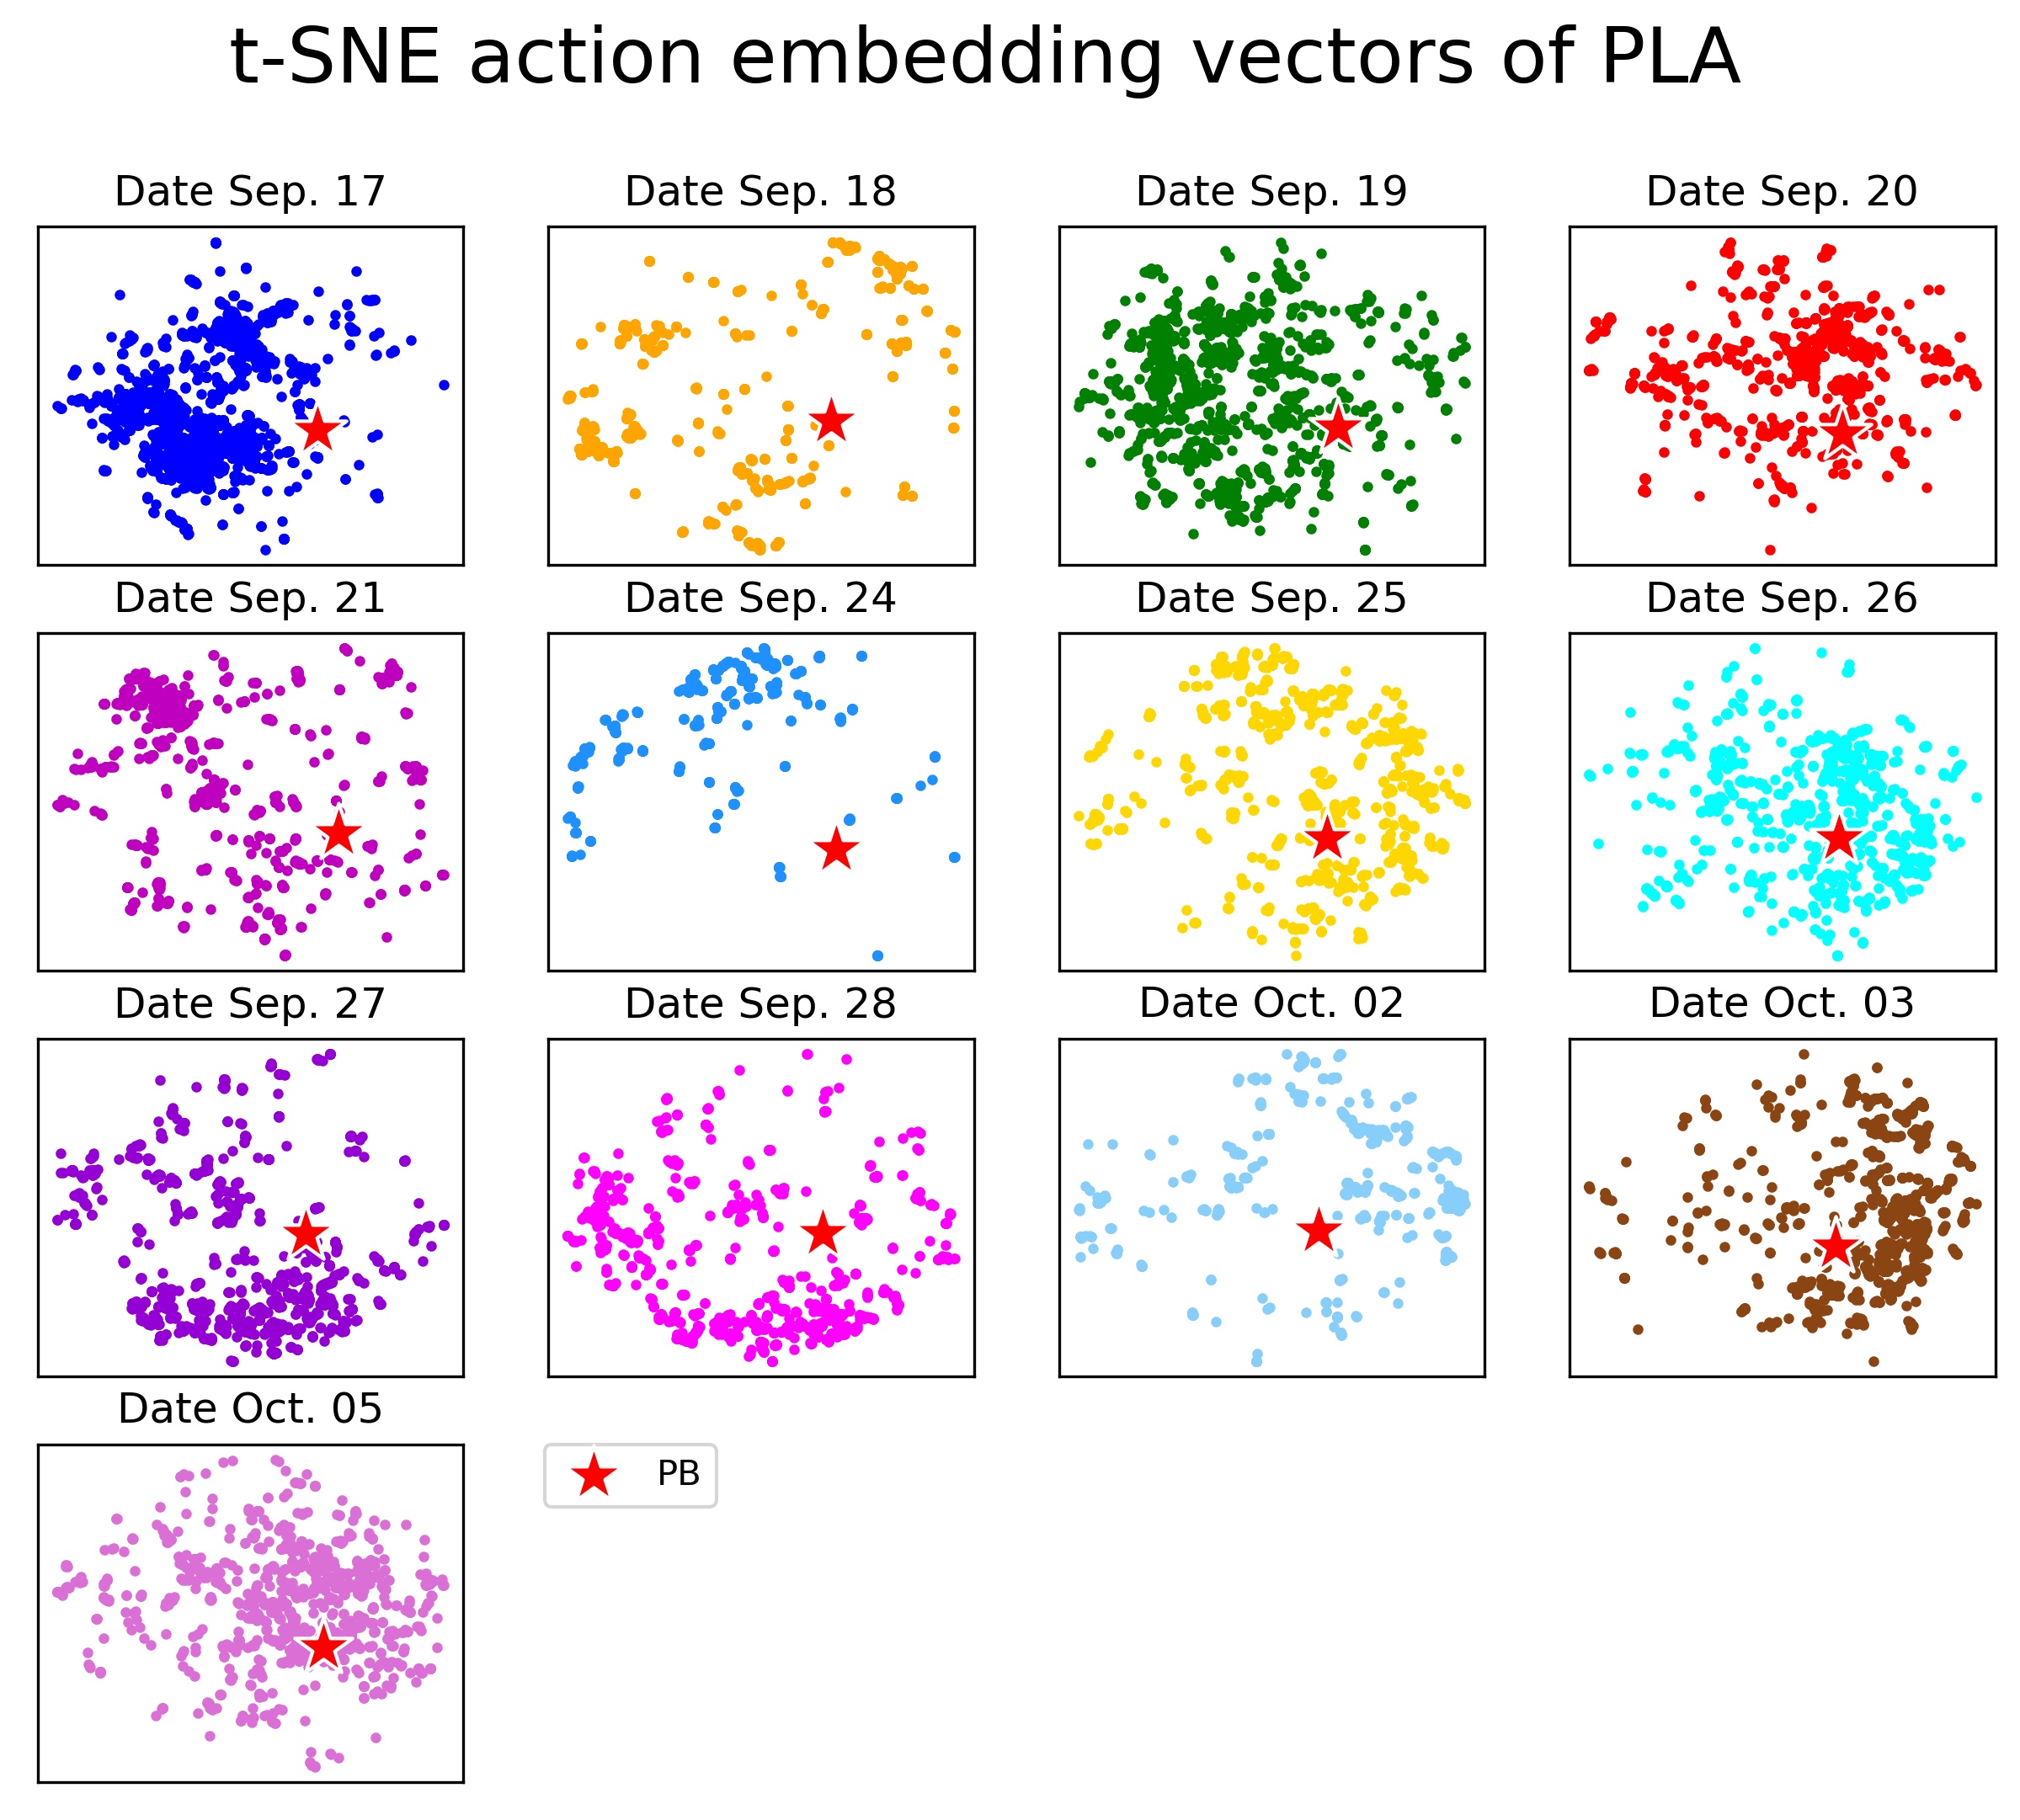 t-SNE action embedding vectors of PLA
Date Sep. 17
Date Sep. 18
Date Sep. 19
Date Sep. 20
Date Sep. 21
Date Sep. 24
Date Sep. 25
Date Sep. 26
Date Sep. 27
Date Sep. 28
Date Oct. 02
Date Oct. 03
Date Oct. 05
PB